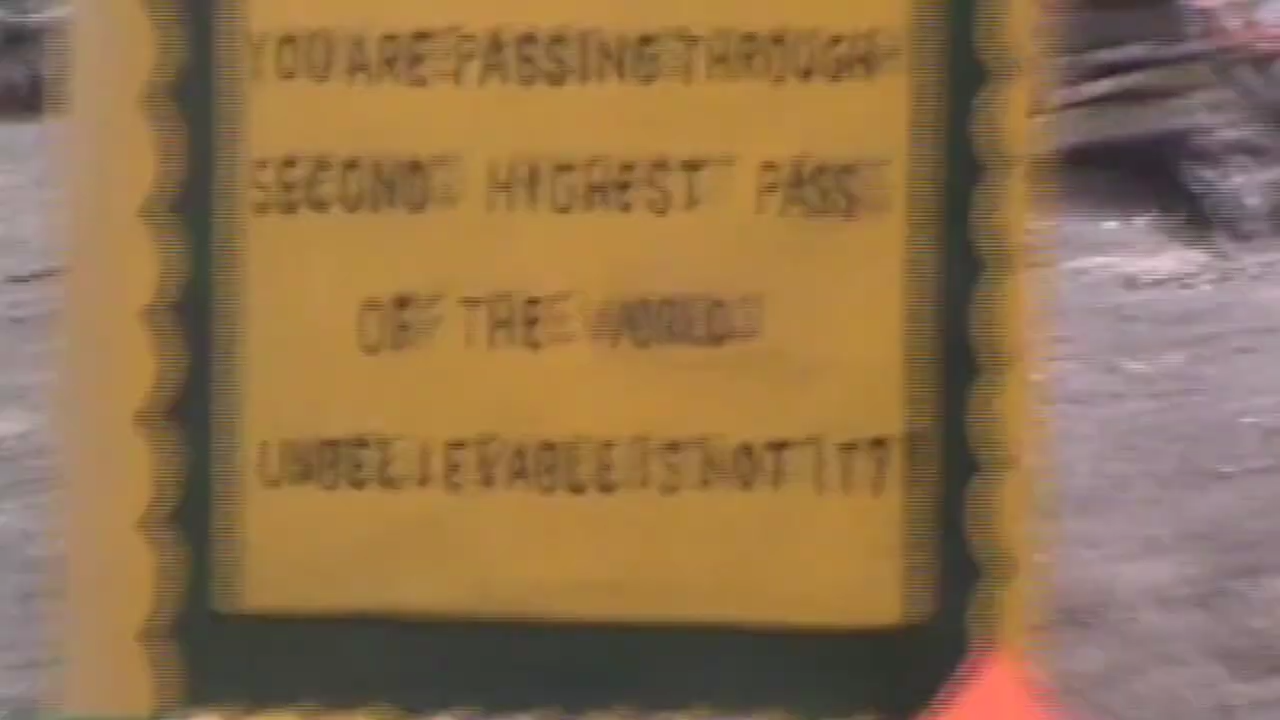 YOU ARE PASSING THROUGH
SECOND HIGHEST PASS
OF THE WORLD
UNBELIEVABLE IS NOT IT?